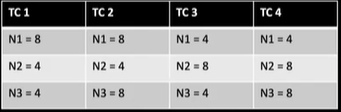 TC 1 TC 2 TC 3 TC 4
N1 = 8 N1 = 8 N1 = 4 N1 = 4
N2 = 4 N2 = 4 N2 = 8 N2 = 8
N3 = 4 N3 = 8 N3 = 4 N3 = 8